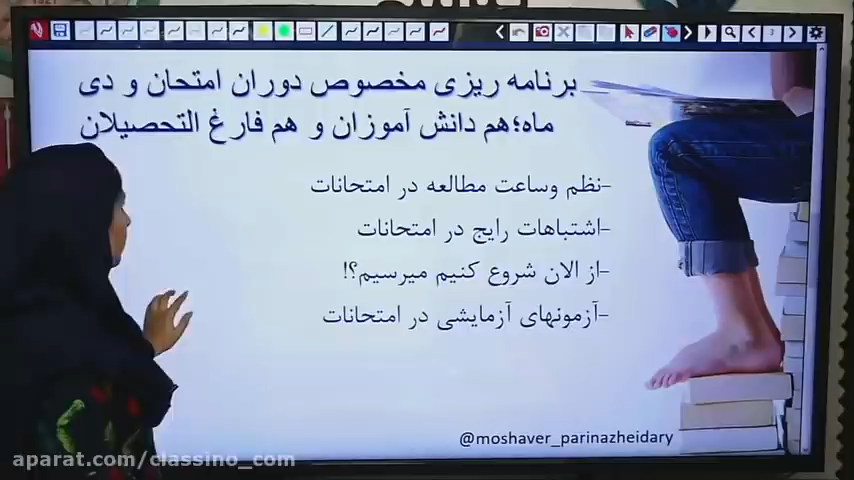 برنامه ریزی مخصوص دوران امتحان و دی
ماه؛هم دانش آموزان و هم فارغ التحصیلان
-نظم وساعت مطالعه در امتحانات
-اشتباهات رایج در امتحانات
-از الان شروع کنیم میرسیم؟!
-آزمونهای آزمایشی در امتحانات
@moshaver_parinazheidary
aparat.com/classino_com